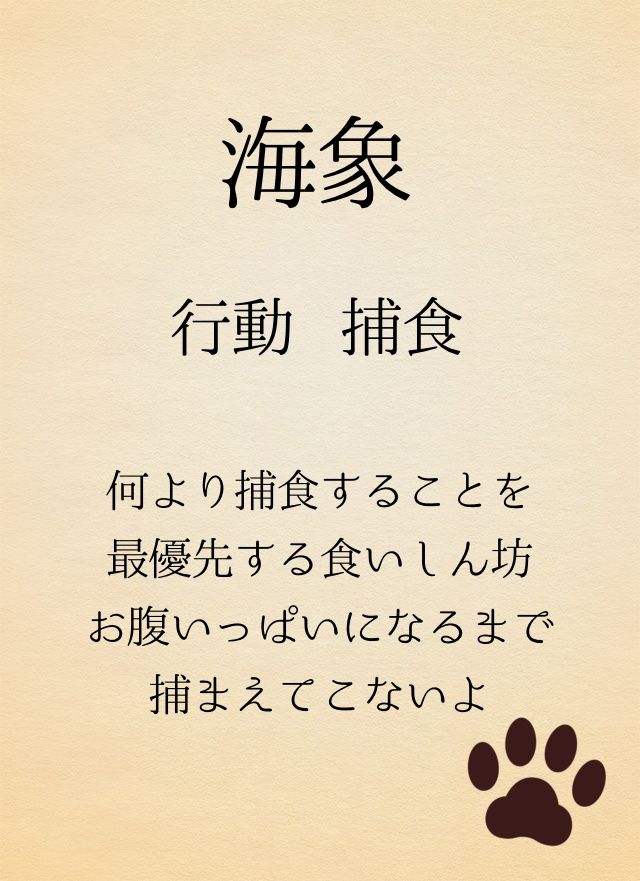 海象
行動 捕食
何より捕食することを
最優先する食いしん坊
お腹いっぱいになるまで
捕まえてこないよ